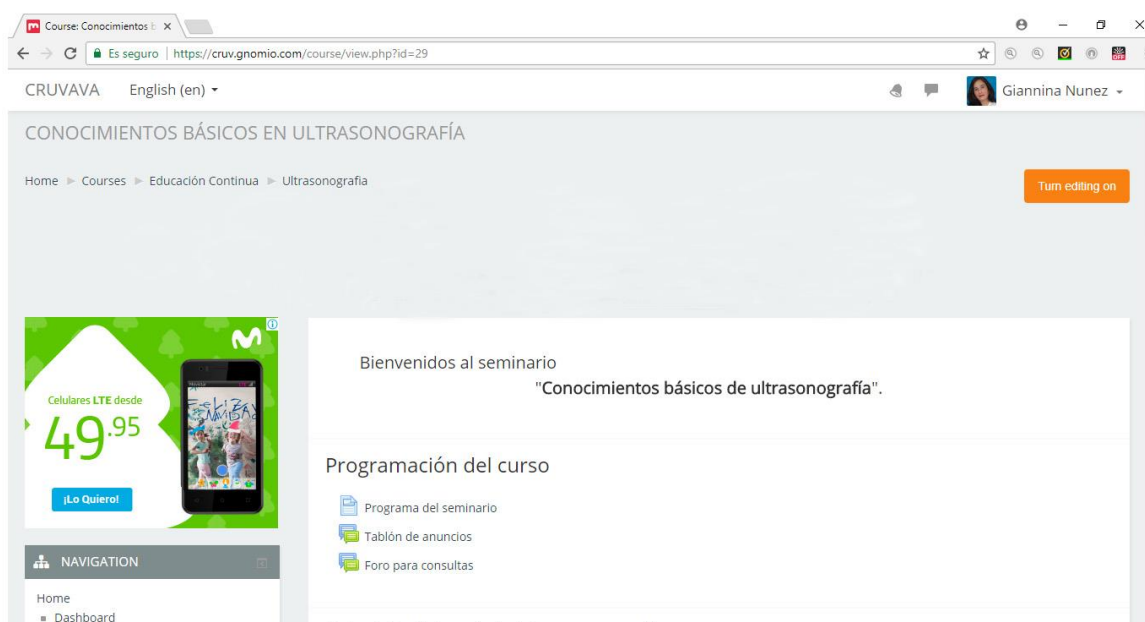 Course: Conocimientos b
Es seguro | https://cruv.gnomio.com/course/view.php?id=29
OFF
CRUVAVA English (en)
Giannina Nunez
CONOCIMIENTOS BÁSICOS EN ULTRASONOGRAFÍA
Home ► Courses ► Educación Continua ► Ultrasonografia
Turn editing on
Celulares LTE desde
49.95
¡Lo Quiero!
Bienvenidos al seminario
"Conocimientos básicos de ultrasonografía".
Programación del curso
Programa del seminario
Tablón de anuncios
Foro para consultas
NAVIGATION
Home
Dashboard